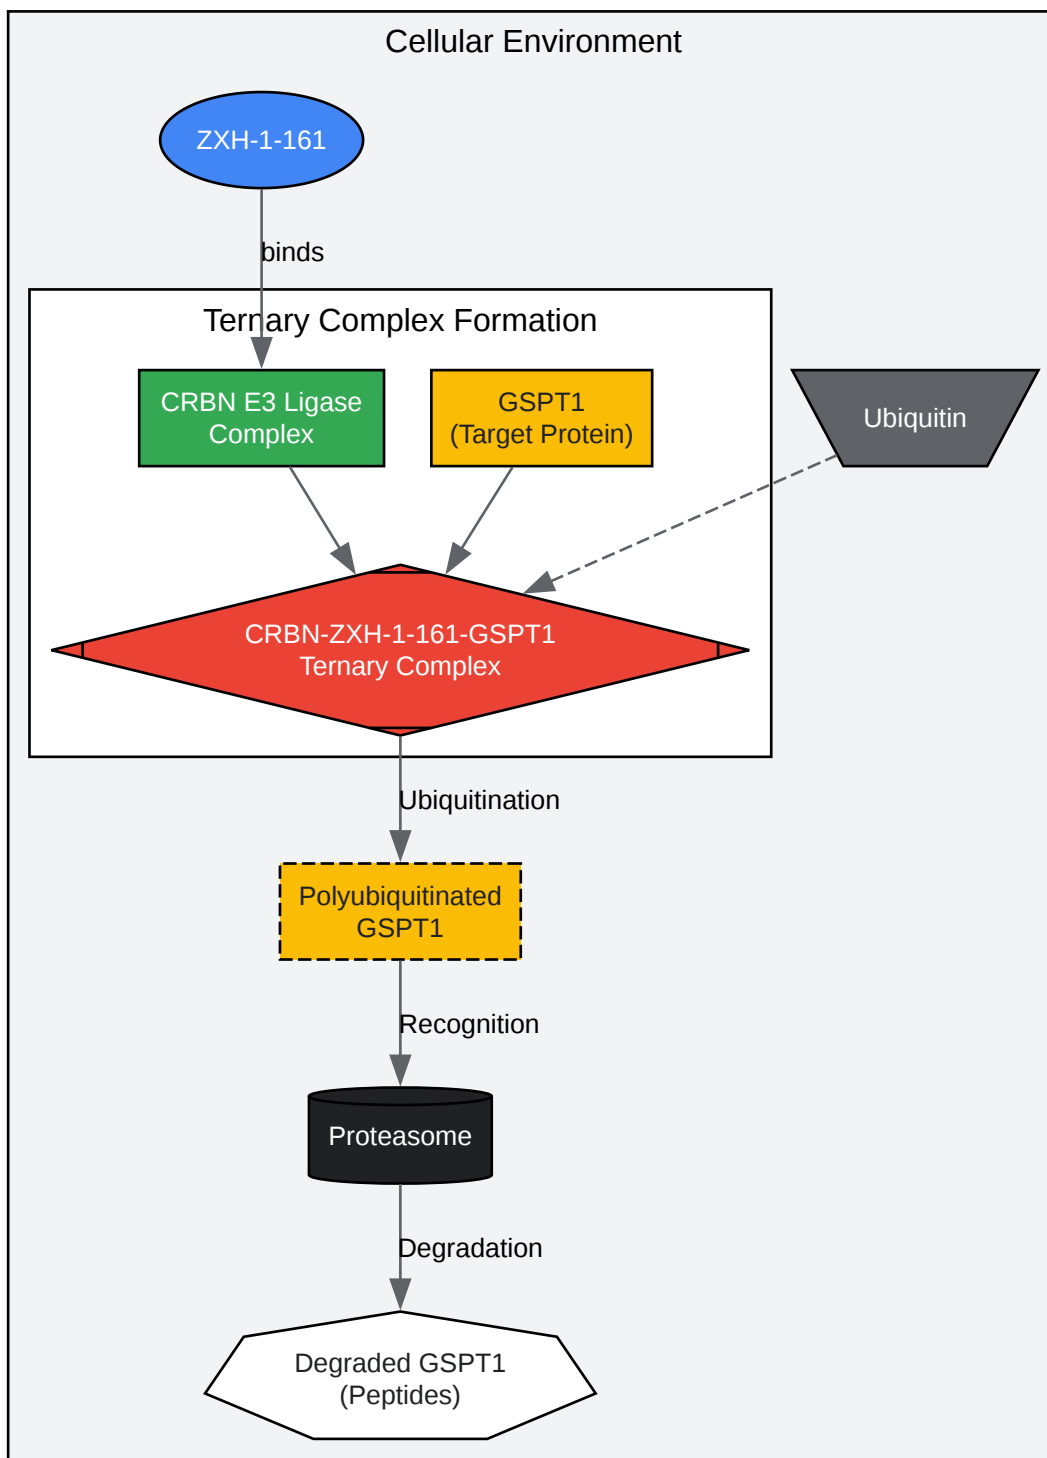 Cellular Environment
ZXH-1-161
binds
Ternary Complex Formation
CRBN E3 Ligase
Complex
GSPT1
(Target Protein)
Ubiquitin
CRBN-ZXH-1-161-GSPT1
Ternary Complex
Ubiquitination
Polyubiquitinated
GSPT1
Recognition
Proteasome
Degradation
Degraded GSPT1
(Peptides)